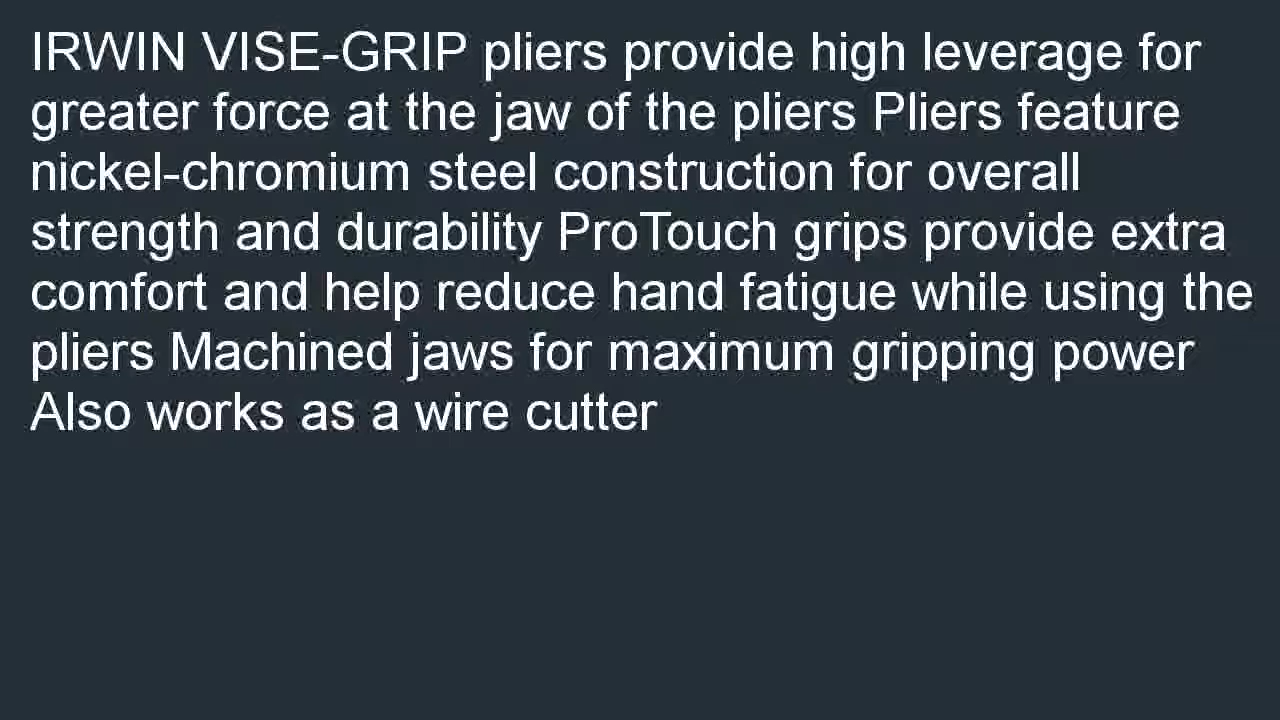 IRWIN VISE-GRIP pliers provide high leverage for
greater force at the jaw of the pliers Pliers feature
nickel-chromium steel construction for overall
strength and durability ProTouch grips provide extra
comfort and help reduce hand fatigue while using the
pliers Machined jaws for maximum gripping power
Also works as a wire cutter